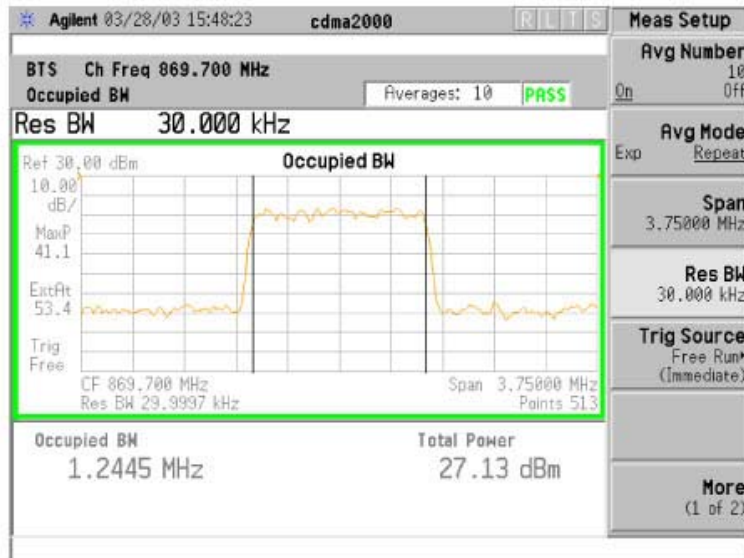 Agilent 03/28/03 15:48:23 cdma2000 R L T S
BTS Ch Freq 869.700 MHz
Occupied BW Averages: 10 PASS
Res BW 30.000 kHz
Ref 30.00 dBm Occupied BW
10.00
dB/
MaxP
41.1
ExtAt
53.4
Trig
Free
CF 869.700 MHz Span 3.75000 MHz
Res BW 29.9997 kHz Points 513
Occupied BW Total Power
1.2445 MHz 27.13 dBm
Meas Setup
Avg Number
10
On Off
Avg Mode
Exp Repeat
Span
3.75000 MHz
Res BW
30.000 kHz
Trig Source
Free Run
(Immediate)
More
(1 of 2)